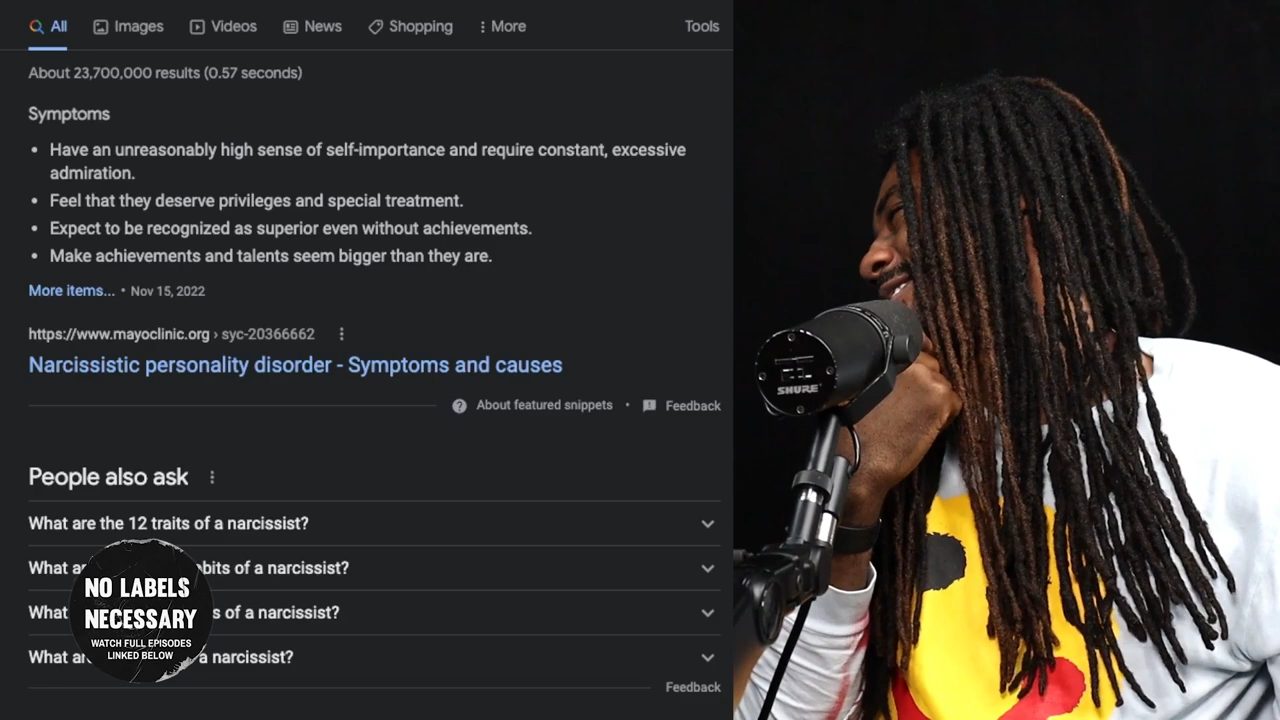 All Images Videos News Shopping More Tools
About 23,700,000 results (0.57 seconds)
Symptoms
• Have an unreasonably high sense of self-importance and require constant, excessive
admiration.
• Feel that they deserve privileges and special treatment.
• Expect to be recognized as superior even without achievements.
• Make achievements and talents seem bigger than they are.
More items... • Nov 15, 2022
https://www.mayoclinic.org › syc-20366662
Narcissistic personality disorder - Symptoms and causes
About featured snippets • Feedback
People also ask
What are the 12 traits of a narcissist?
What of a narcissist?
What of a narcissist?
What a narcissist?
Feedback
NO LABELS
NECESSARY
WATCH FULL EPISODES
LINKED BELOW
SHURE